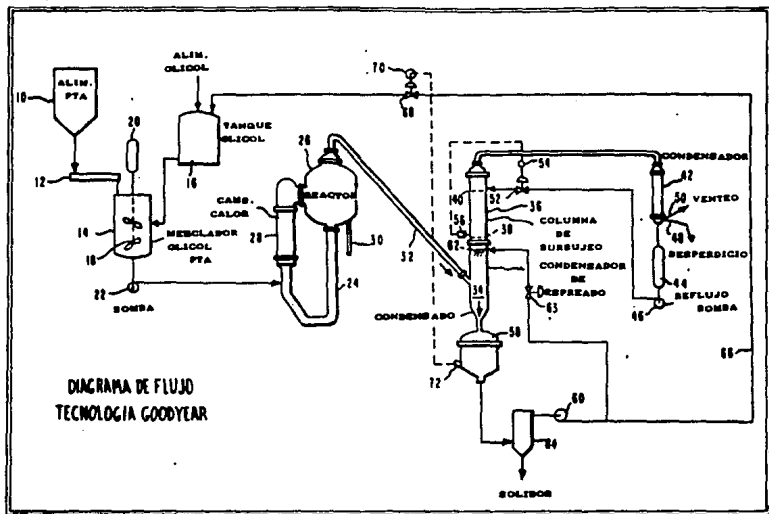 ALIM.
PTA
10
12
20
14
18
22
BOMBA
MEZCLADOR
GLICOL
PTA
ALIM.
GLICOL
TANQUE
GLICOL
16
26
REACTOR
CAMB.
CALOR
28
30
24
32
70
68
54
52
40
56
62
36
38
COLUMNA
DE
BURBUJEO
CONDENSADOR
DE
ESPREADO
63
34
CONDENSADO
58
72
60
64
SOLIDOS
CONDENSADOR
42
50
VENTEO
48
DESPERDICIO
44
46
REFLUJO
BOMBA
66
DIAGRAMA DE FLUJO
TECNOLOGIA GOODYEAR